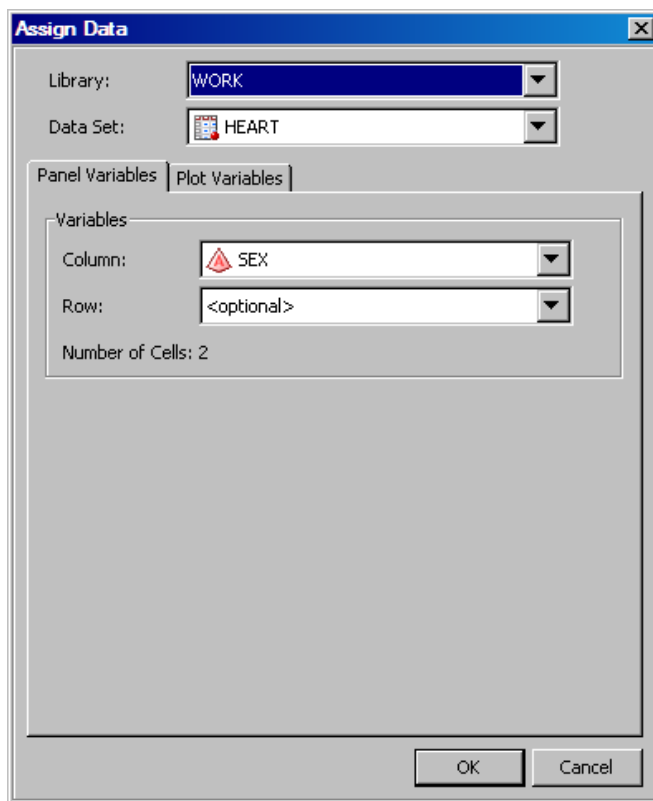 Assign Data
Library: WORK
Data Set: HEART
Panel Variables Plot Variables
Variables
Column: SEX
Row: <optional>
Number of Cells: 2
OK Cancel